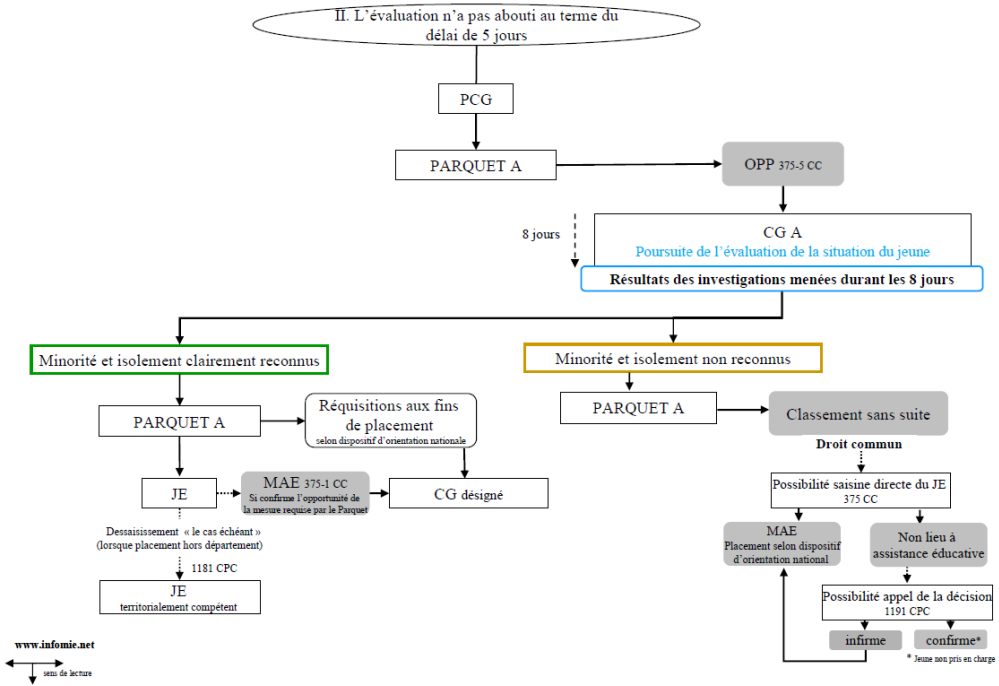 II. L’évaluation n’a pas abouti au terme du
délai de 5 jours
PCG
PARQUET A
OPP 375-5 CC
8 jours
CG A
Poursuite de l’évaluation de la situation du jeune
Résultats des investigations menées durant les 8 jours
Minorité et isolement clairement reconnus
Minorité et isolement non reconnus
PARQUET A
Réquisitions aux fins
de placement
selon dispositif d’orientation nationale
PARQUET A
Classement sans suite
Droit commun
JE
MAE 375-1 CC
Si confirme l’opportunité de
la mesure requise par le Parquet
CG désigné
Possibilité saisine directe du JE
375 CC
Dessaisissement « le cas échéant »
(lorsque placement hors département)
1181 CPC
JE
territorialement compétent
MAE
Placement selon dispositif
d’orientation national
Non lieu à
assistance éducative
Possibilité appel de la décision
1191 CPC
infirme
confirme*
* Jeune non pris en charge
www.infomie.net
sens de lecture